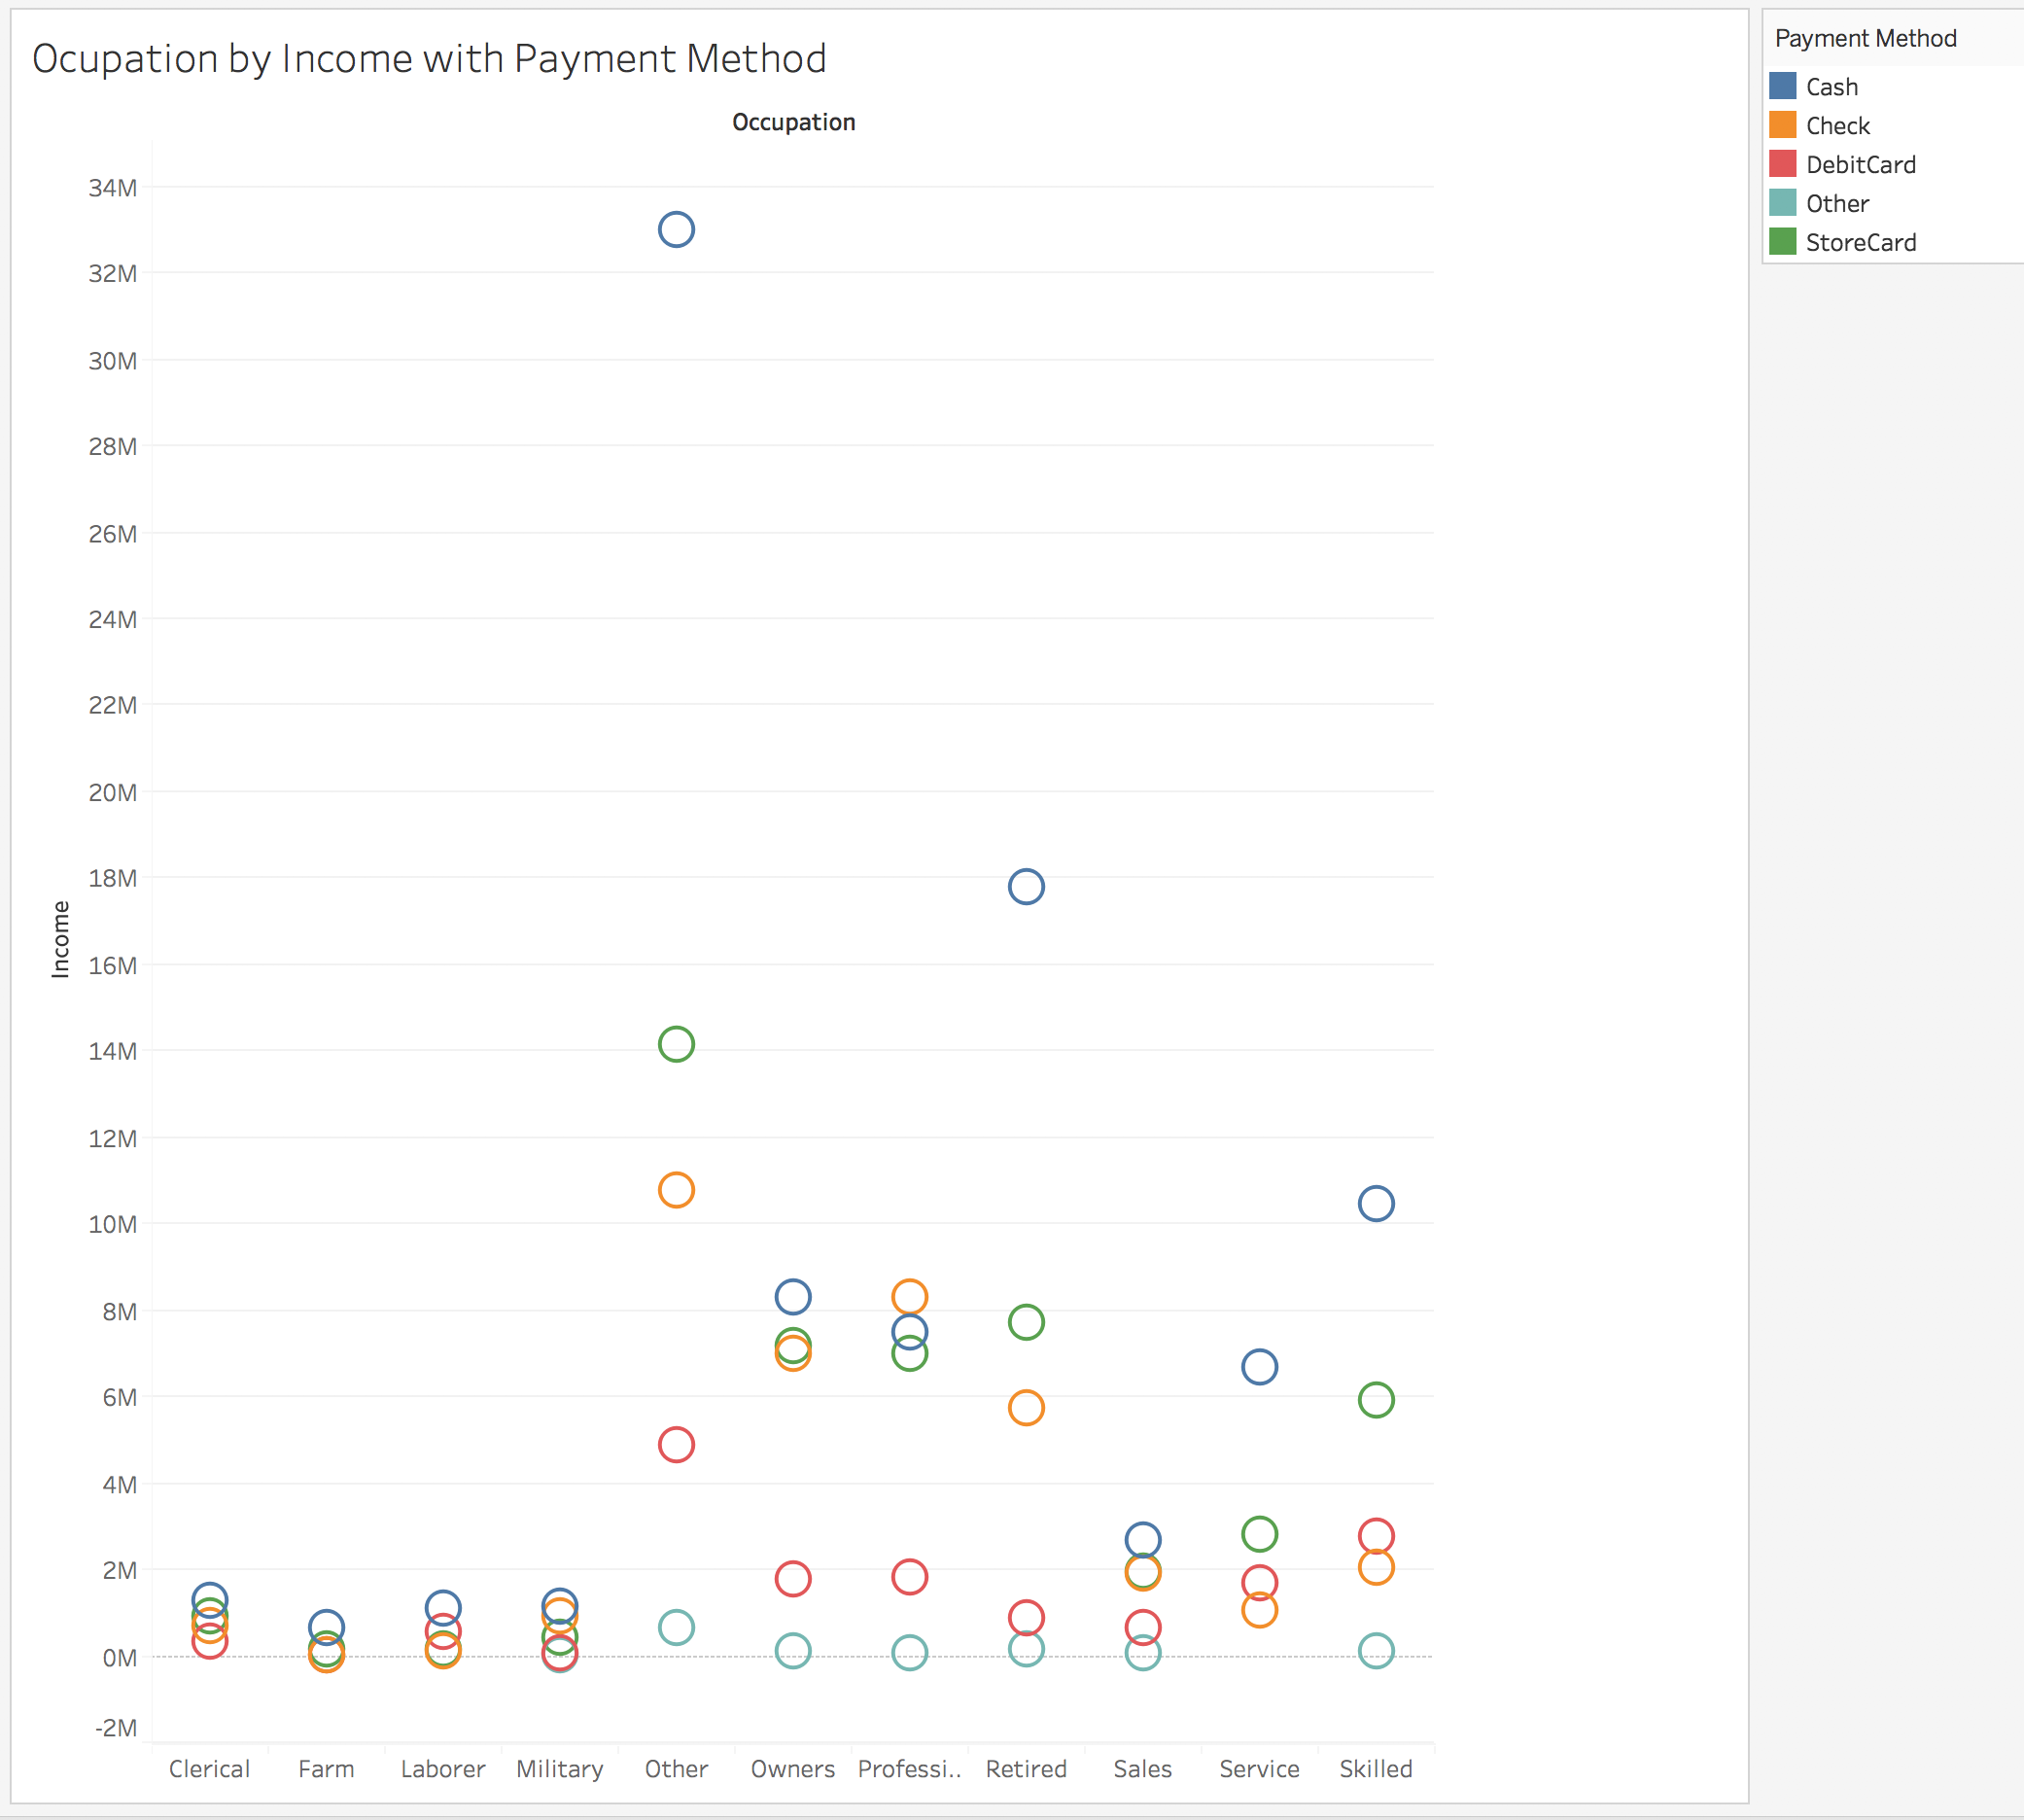 Ocupation by Income with Payment Method
Occupation
34M
32M
30M
28M
26M
24M
22M
20M
18M
16M
14M
12M
10M
8M
6M
4M
2M
0M
-2M
Income
Clerical Farm Laborer Military Other Owners Professi.. Retired Sales Service Skilled
Payment Method
Cash
Check
DebitCard
Other
StoreCard